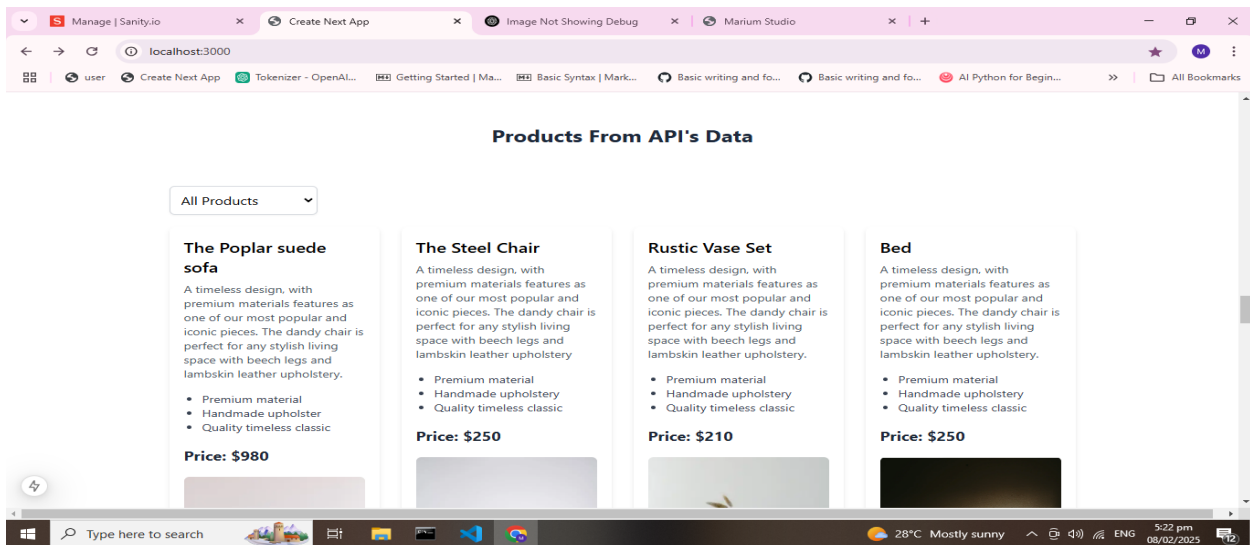 Manage | Sanity.io
Create Next App
Image Not Showing Debug
Marium Studio
localhost:3000
M
user
Create Next App
Tokenizer - OpenAI...
Getting Started | Ma...
Basic Syntax | Mark...
Basic writing and fo...
Basic writing and fo...
AI Python for Begin...
All Bookmarks
Products From API's Data
All Products
The Poplar suede
sofa
A timeless design, with
premium materials features as
one of our most popular and
iconic pieces. The dandy chair is
perfect for any stylish living
space with beech legs and
lambskin leather upholstery.
• Premium material
• Handmade upholster
• Quality timeless classic
Price: $980
The Steel Chair
A timeless design, with
premium materials features as
one of our most popular and
iconic pieces. The dandy chair is
perfect for any stylish living
space with beech legs and
lambskin leather upholstery
• Premium material
• Handmade upholstery
• Quality timeless classic
Price: $250
Rustic Vase Set
A timeless design, with
premium materials features as
one of our most popular and
iconic pieces. The dandy chair is
perfect for any stylish living
space with beech legs and
lambskin leather upholstery.
• Premium material
• Handmade upholstery
• Quality timeless classic
Price: $210
Bed
A timeless design, with
premium materials features as
one of our most popular and
iconic pieces. The dandy chair is
perfect for any stylish living
space with beech legs and
lambskin leather upholstery.
• Premium material
• Handmade upholstery
• Quality timeless classic
Price: $250
Type here to search
28°C Mostly sunny
ENG
5:22 pm
08/02/2025
12